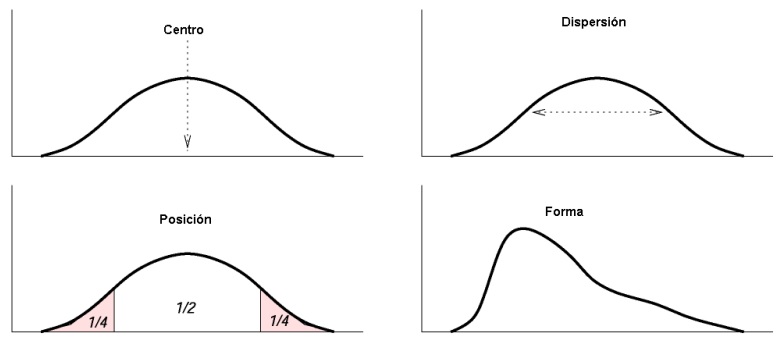 Centro
Dispersión
Posición
1/4
1/2
1/4
Forma